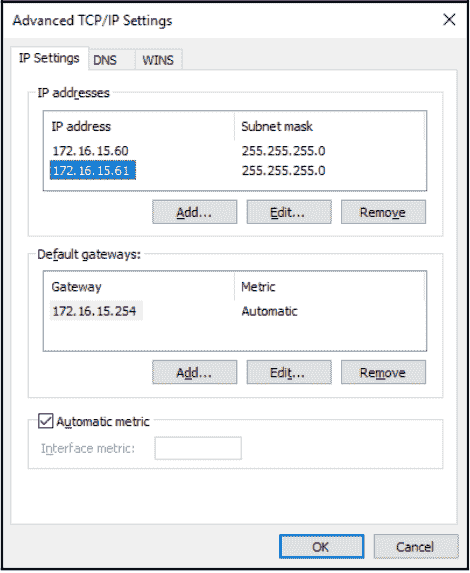 Advanced TCP/IP Settings
IP Settings DNS WINS
IP addresses
IP address Subnet mask
172.16.15.60 255.255.255.0
172.16.15.61 255.255.255.0
Add... Edit... Remove
Default gateways:
Gateway Metric
172.16.15.254 Automatic
Add... Edit... Remove
Automatic metric
Interface metric:
OK Cancel